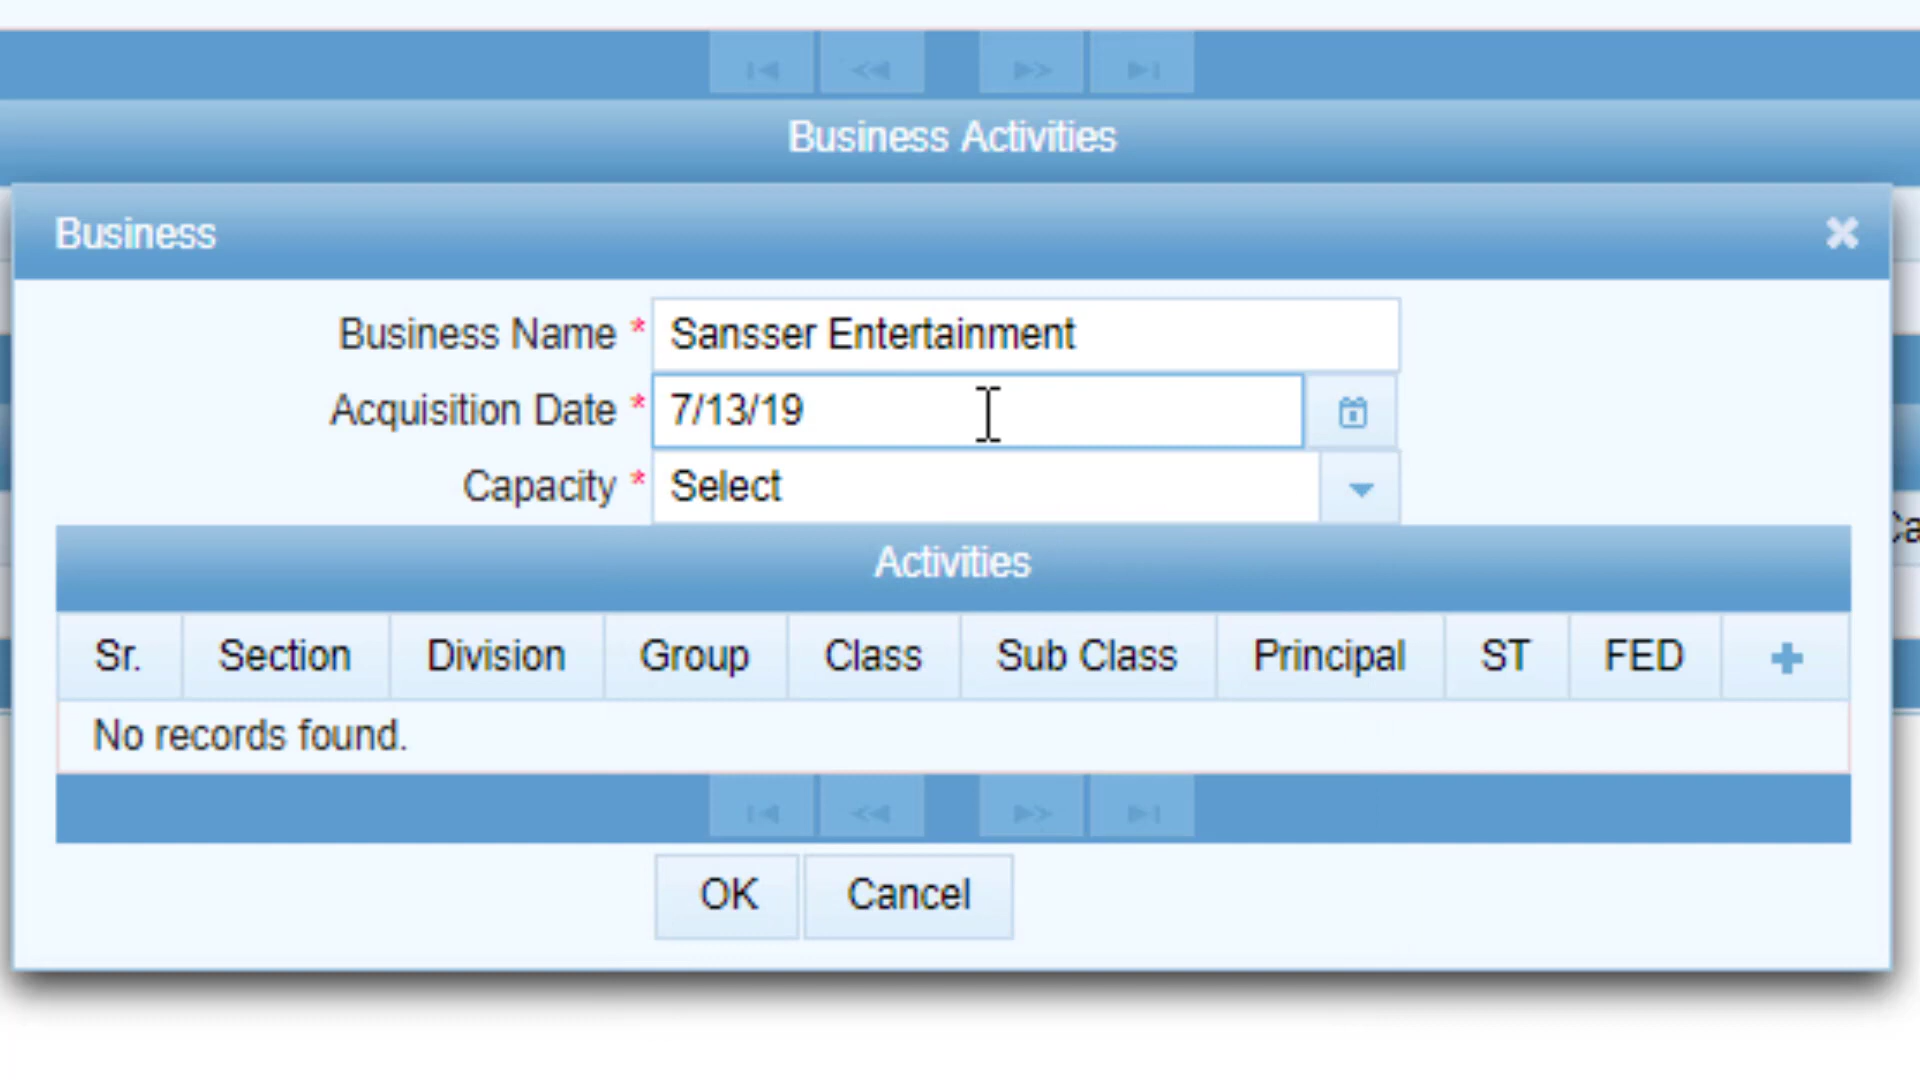 Business Activities
Business
Business Name * Sansser Entertainment
Acquisition Date * 7/13/19
Capacity * Select
Ca
Activities
Sr. Section Division Group Class Sub Class Principal ST FED
No records found.
OK Cancel